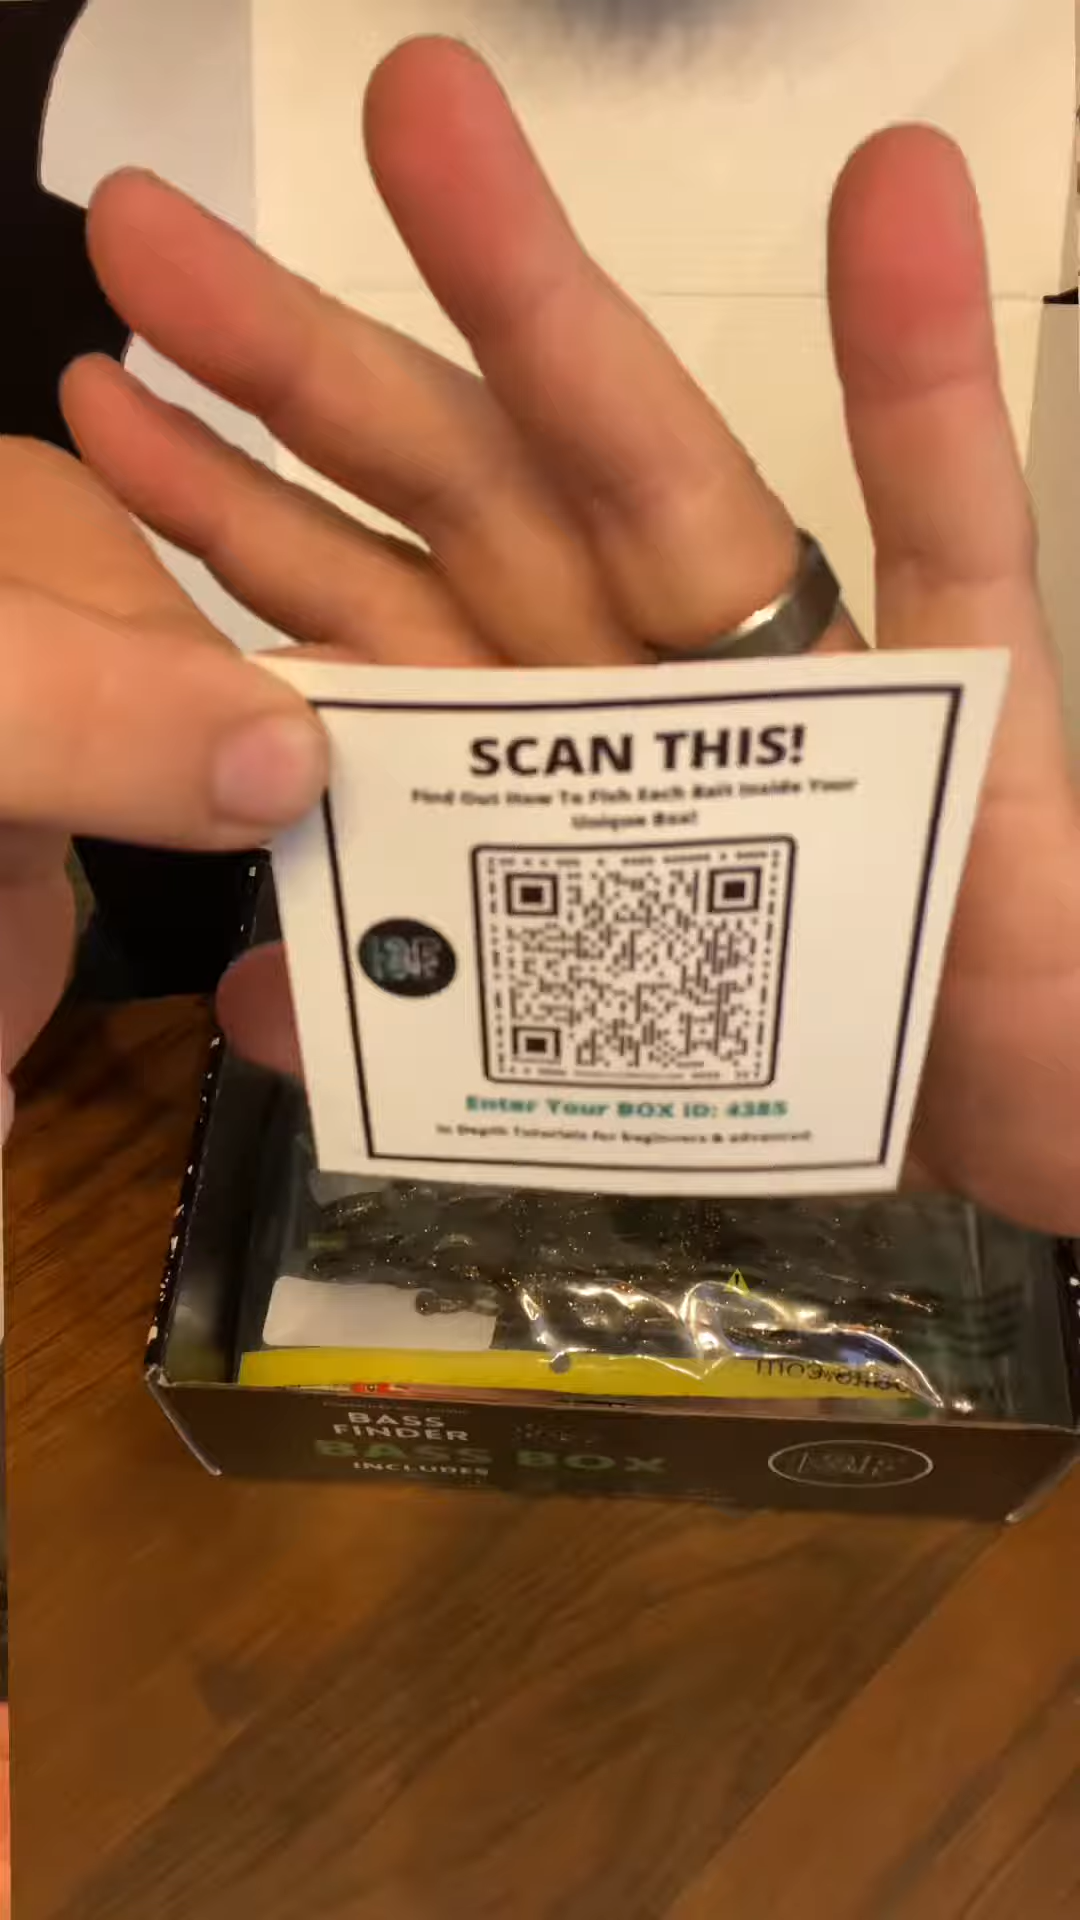 SCAN THIS!
Find Out How To Fish Each Bait Inside Your
Unique Box!
Enter Your BOX ID: 4385
In Depth Tutorials for beginners & advanced
BASS
FINDER
BASS BOX
INCLUDES